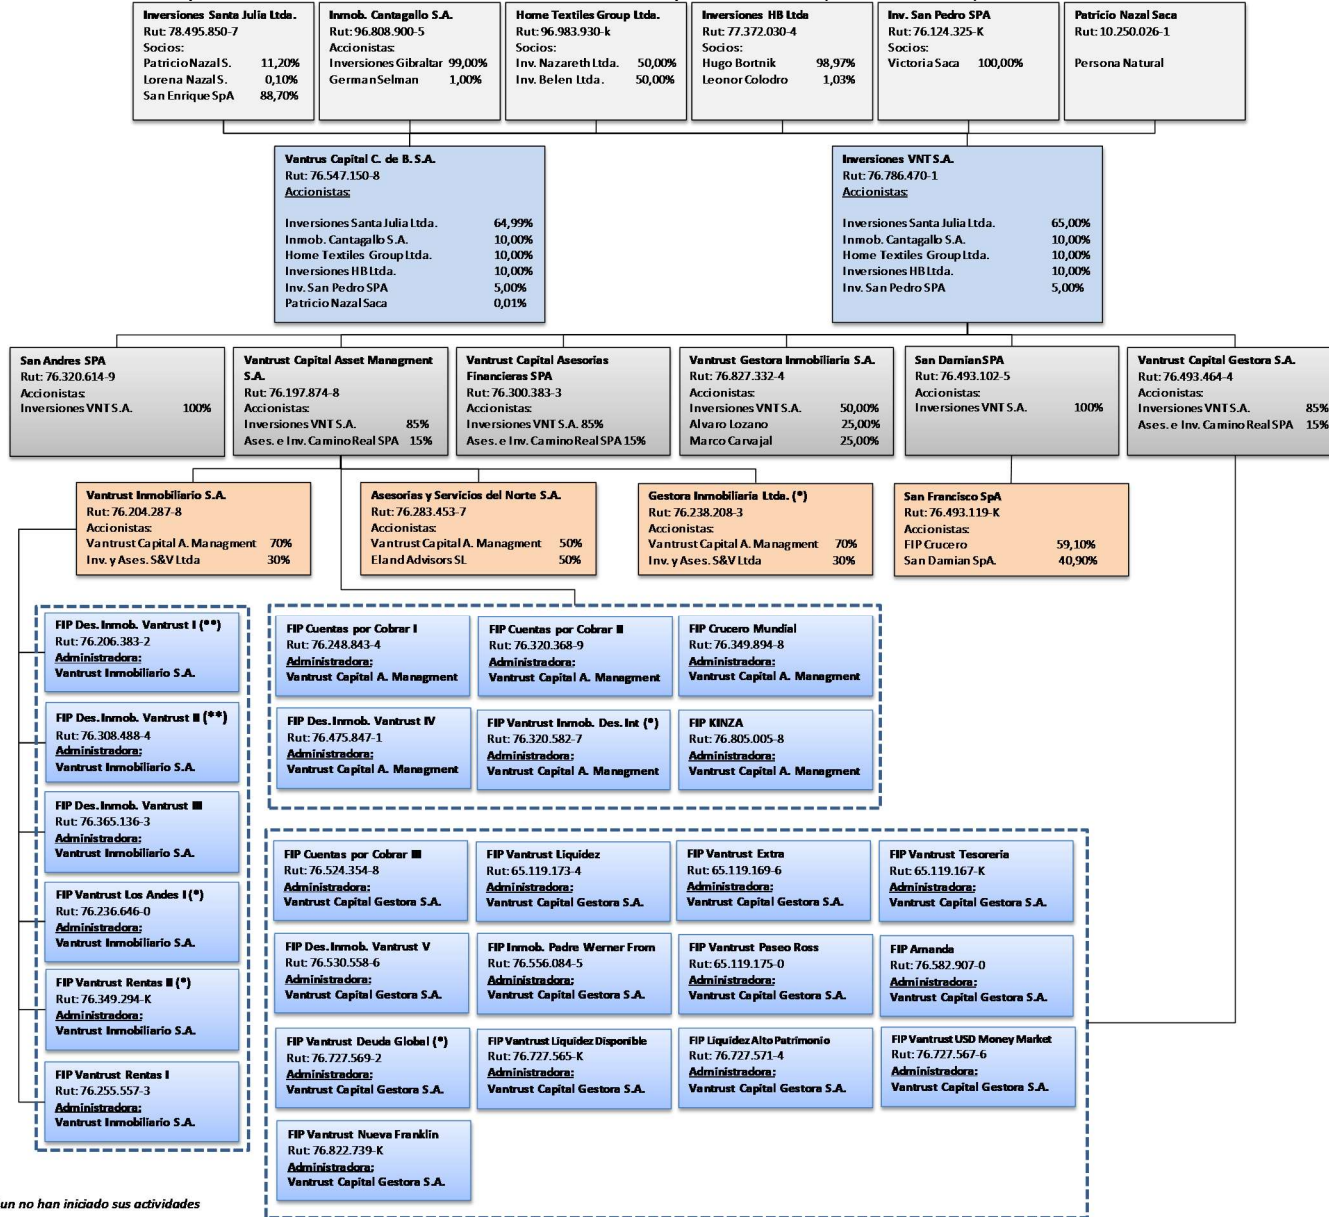 Inversiones Santa Julia Ltda.
Rut: 78.495.850-7
Socios:
Patricio Nazal S. 11,20%
Lorena Nazal S. 0,10%
San Enrique SpA 88,70%
Inmob. Cantagallo S.A.
Rut: 96.808.900-5
Accionistas:
Inversiones Gibraltar 99,00%
German Selman 1,00%
Home Textiles Group Ltda.
Rut: 96.983.930-k
Socios:
Inv. Nazareth Ltda. 50,00%
Inv. Belen Ltda. 50,00%
Inversiones HB Ltda
Rut: 77.372.030-4
Socios:
Hugo Bortnik 98,97%
Leonor Colodro 1,03%
Inv. San Pedro SPA
Rut: 76.124.325-K
Socios:
Victoria Saca 100,00%
Patricio Nazal Saca
Rut: 10.250.026-1
Persona Natural
Vantrus Capital C. de B. S.A.
Rut: 76.547.150-8
Accionistas:
Inversiones Santa Julia Ltda. 64,99%
Inmob. Cantagallo S.A. 10,00%
Home Textiles Group Ltda. 10,00%
Inversiones HB Ltda. 10,00%
Inv. San Pedro SPA 5,00%
Patricio Nazal Saca 0,01%
Inversiones VNT S.A.
Rut: 76.786.470-1
Accionistas:
Inversiones Santa Julia Ltda. 65,00%
Inmob. Cantagallo S.A. 10,00%
Home Textiles Group Ltda. 10,00%
Inversiones HB Ltda. 10,00%
Inv. San Pedro SPA 5,00%
San Andres SPA
Rut: 76.320.614-9
Accionistas:
Inversiones VNT S.A. 100%
Vantrust Capital Asset Managment
S.A.
Rut: 76.197.874-8
Accionistas:
Inversiones VNT S.A. 85%
Ases. e Inv. Camino Real SPA 15%
Vantrust Capital Asesorias
Financieras SPA
Rut: 76.300.383-3
Accionistas:
Inversiones VNT S.A. 85%
Ases. e Inv. Camino Real SPA 15%
Vantrust Gestora Inmobiliaria S.A.
Rut: 76.827.332-4
Accionistas:
Inversiones VNT S.A. 50,00%
Alvaro Lozano 25,00%
Marco Carvajal 25,00%
San Damian SPA
Rut: 76.493.102-5
Accionistas:
Inversiones VNT S.A. 100%
Vantrust Capital Gestora S.A.
Rut: 76.493.464-4
Accionistas:
Inversiones VNT S.A. 85%
Ases. e Inv. Camino Real SPA 15%
Vantrust Inmobiliario S.A.
Rut: 76.204.287-8
Accionistas:
Vantrust Capital A. Managment 70%
Inv. y Ases. S&V Ltda 30%
Asesorias y Servicios del Norte S.A.
Rut: 76.283.453-7
Accionistas:
Vantrust Capital A. Managment 50%
Eland Advisors SL 50%
Gestora Inmobiliaria Ltda. (*)
Rut: 76.238.208-3
Accionistas:
Vantrust Capital A. Managment 70%
Inv. y Ases. S&V Ltda 30%
San Francisco SpA
Rut: 76.493.119-K
Accionistas:
FIP Crucero 59,10%
San Damian SpA. 40,90%
FIP Des. Inmob. Vantrust I (**)
Rut: 76.206.383-2
Administradora:
Vantrust Inmobiliario S.A.
FIP Des. Inmob. Vantrust II (**)
Rut: 76.308.488-4
Administradora:
Vantrust Inmobiliario S.A.
FIP Des. Inmob. Vantrust III
Rut: 76.365.136-3
Administradora:
Vantrust Inmobiliario S.A.
FIP Vantrust Los Andes I (*)
Rut: 76.236.646-0
Administradora:
Vantrust Inmobiliario S.A.
FIP Vantrust Rentas II (*)
Rut: 76.349.294-K
Administradora:
Vantrust Inmobiliario S.A.
FIP Vantrust Rentas I
Rut: 76.255.557-3
Administradora:
Vantrust Inmobiliario S.A.
FIP Cuentas por Cobrar I
Rut: 76.248.843-4
Administradora:
Vantrust Capital A. Managment
FIP Cuentas por Cobrar II
Rut: 76.320.368-9
Administradora:
Vantrust Capital A. Managment
FIP Crucero Mundial
Rut: 76.349.894-8
Administradora:
Vantrust Capital A. Managment
FIP Des. Inmob. Vantrust IV
Rut: 76.475.847-1
Administradora:
Vantrust Capital A. Managment
FIP Vantrust Inmob. Des. Int (*)
Rut: 76.320.582-7
Administradora:
Vantrust Capital A. Managment
FIP KINZA
Rut: 76.805.005-8
Administradora:
Vantrust Capital A. Managment
FIP Cuentas por Cobrar III
Rut: 76.524.354-8
Administradora:
Vantrust Capital Gestora S.A.
FIP Vantrust Liquidez
Rut: 65.119.173-4
Administradora:
Vantrust Capital Gestora S.A.
FIP Vantrust Extra
Rut: 65.119.169-6
Administradora:
Vantrust Capital Gestora S.A.
FIP Vantrust Tesoreria
Rut: 65.119.167-K
Administradora:
Vantrust Capital Gestora S.A.
FIP Des. Inmob. Vantrust V
Rut: 76.530.558-6
Administradora:
Vantrust Capital Gestora S.A.
FIP Inmob. Padre Werner From
Rut: 76.556.084-5
Administradora:
Vantrust Capital Gestora S.A.
FIP Vantrust Paseo Ross
Rut: 65.119.175-0
Administradora:
Vantrust Capital Gestora S.A.
FIP Amanda
Rut: 76.582.907-0
Administradora:
Vantrust Capital Gestora S.A.
FIP Vantrust Deuda Global (*)
Rut: 76.727.569-2
Administradora:
Vantrust Capital Gestora S.A.
FIP Vantrust Liquidez Disponible
Rut: 76.727.565-K
Administradora:
Vantrust Capital Gestora S.A.
FIP Liquidez Alto Patrimonio
Rut: 76.727.571-4
Administradora:
Vantrust Capital Gestora S.A.
FIP Vantrust USD Money Market
Rut: 76.727.567-6
Administradora:
Vantrust Capital Gestora S.A.
FIP Vantrust Nueva Franklin
Rut: 76.822.739-K
Administradora:
Vantrust Capital Gestora S.A.
un no han iniciado sus actividades